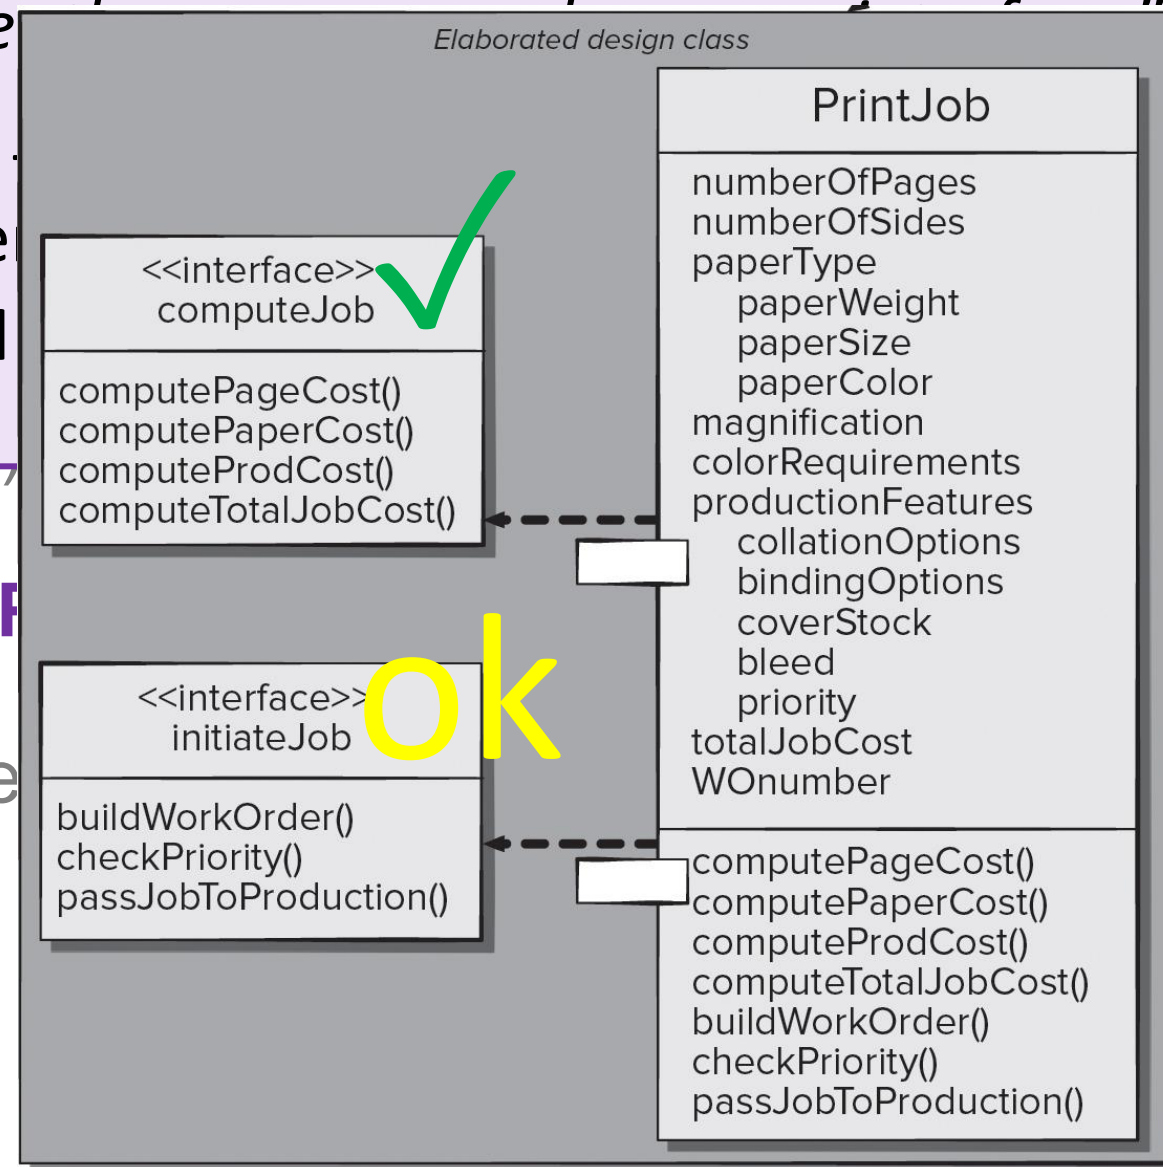 Elaborated design class
<<interface>>
computeJob
computePageCost()
computePaperCost()
computeProdCost()
computeTotalJobCost()
ok
<<interface>>
initiateJob
buildWorkOrder()
checkPriority()
passJobToProduction()
PrintJob
numberOfPages
numberOfSides
paperType
paperWeight
paperSize
paperColor
magnification
colorRequirements
productionFeatures
collationOptions
bindingOptions
coverStock
bleed
priority
totalJobCost
WOnumber
computePageCost()
computePaperCost()
computeProdCost()
computeTotalJobCost()
buildWorkOrder()
checkPriority()
passJobToProduction()